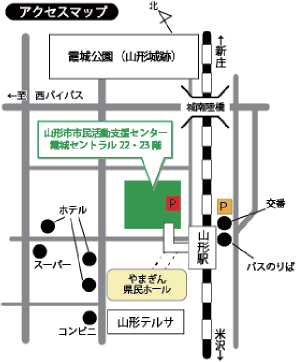 アクセスマップ
北
霞城公園（山形城跡）
↑新庄
←至 西バイパス
城南陸橋
山形市市民活動支援センター
霞城セントラル 22・23 階
P
P
ホテル
交番
山形駅
スーパー
バスのりば
やまぎん
県民ホール
コンビニ
山形テルサ
米沢↓